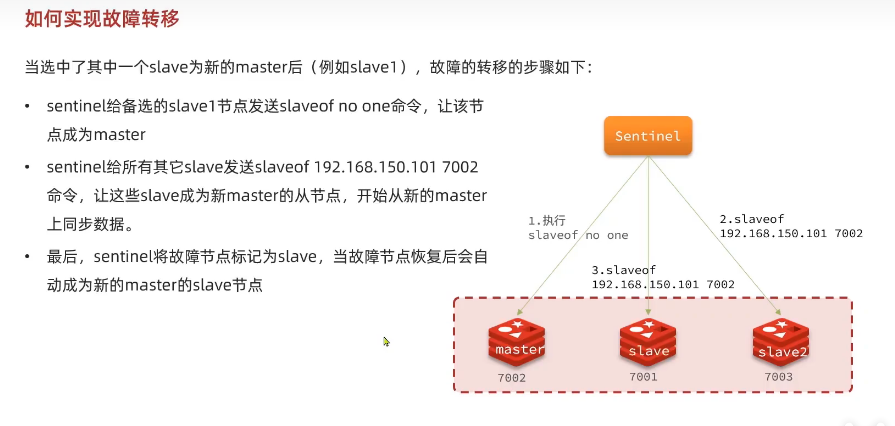 如何实现故障转移
当选中了其中一个slave为新的master后（例如slave1），故障的转移的步骤如下：
• sentinel给备选的slave1节点发送slaveof no one命令，让该节
点成为master
• sentinel给所有其它slave发送slaveof 192.168.150.101 7002
命令，让这些slave成为新master的从节点，开始从新的master
上同步数据。
• 最后，sentinel将故障节点标记为slave，当故障节点恢复后会自
动成为新的master的slave节点
Sentinel
1.执行
slaveof no one
2.slaveof
192.168.150.101 7002
3.slaveof
192.168.150.101 7002
master
slave
slave2
7002
7001
7003